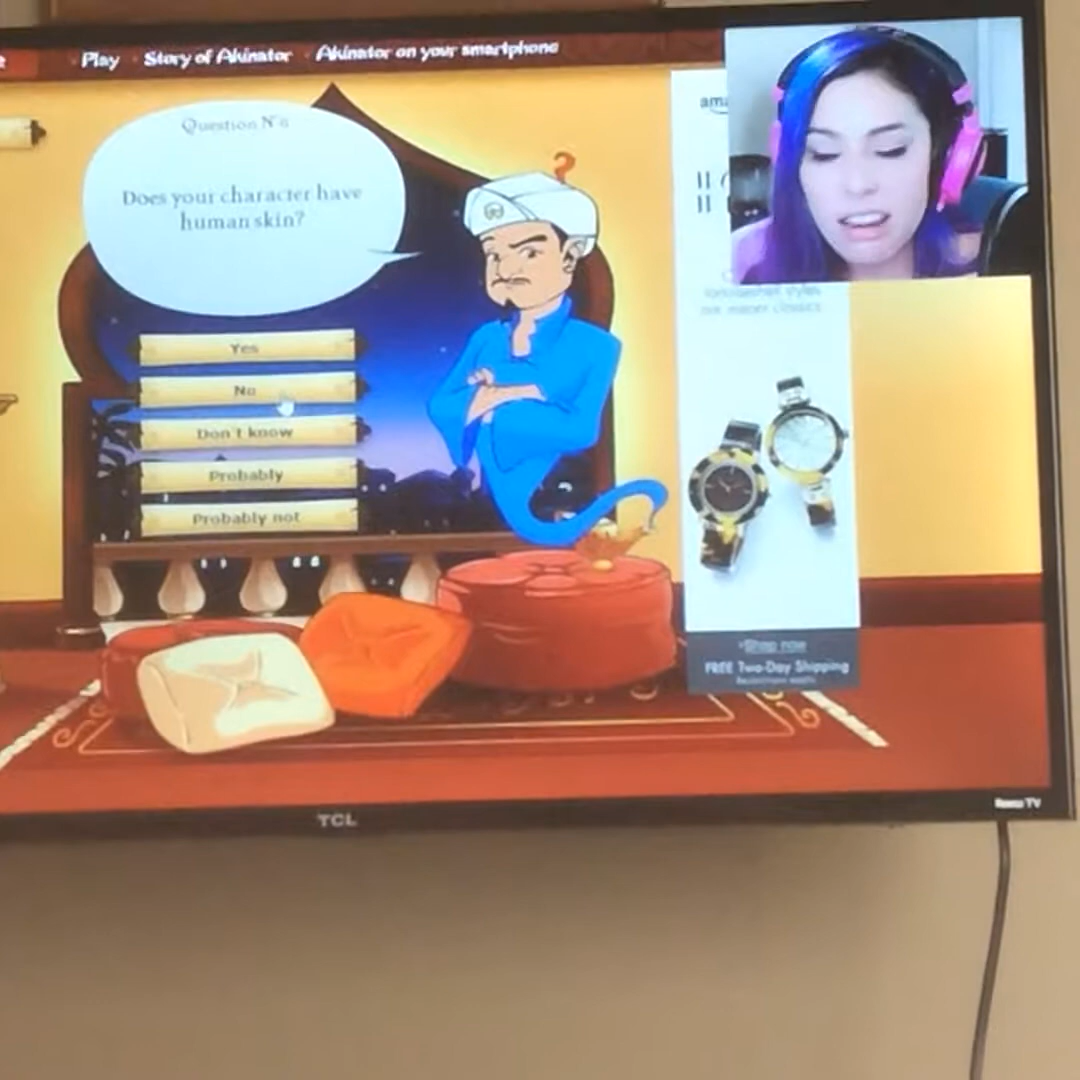 Play
Story of Akinator
Akinator on your smartphone
Question N°
Does your character have
human skin?
Yes
No
Don't know
Probably
Probably not
Shop now
FREE Two-Day Shipping
TCL
Roku TV